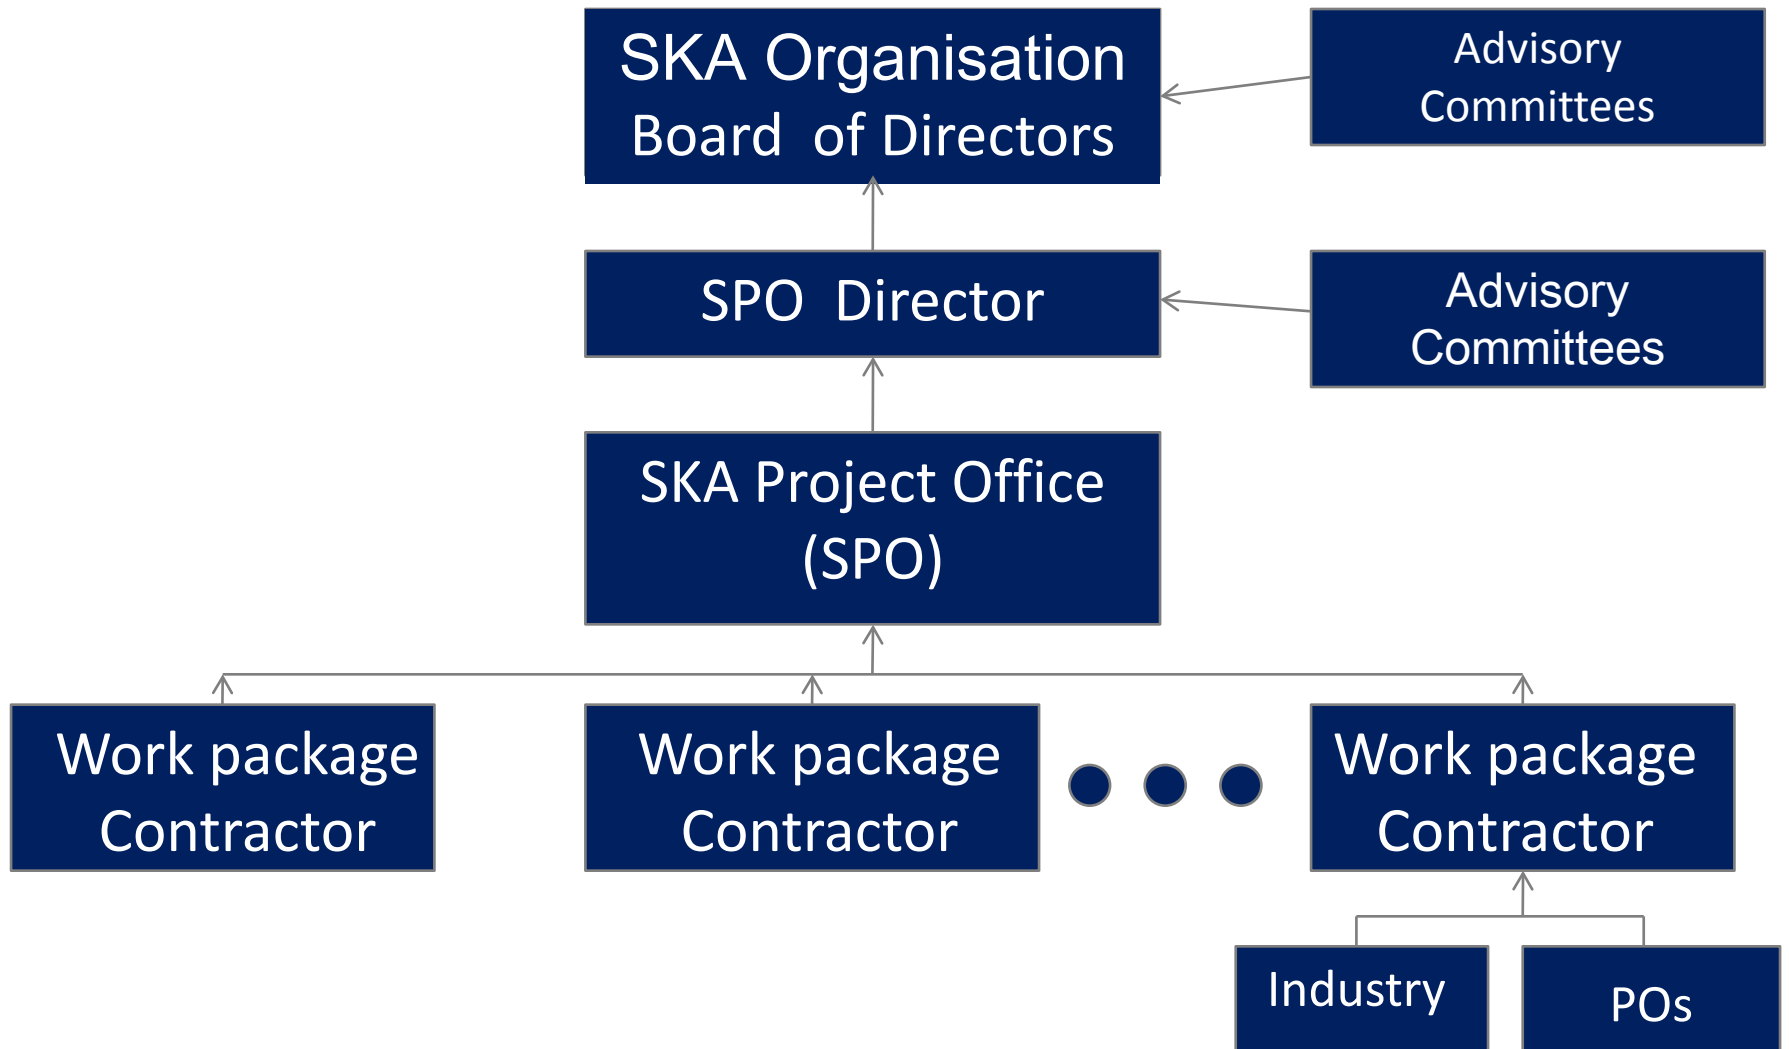 SKA Organisation
Board of Directors
Advisory
Committees
SPO Director
Advisory
Committees
SKA Project Office
(SPO)
Work package
Contractor
Work package
Contractor
Work package
Contractor
Industry
POs